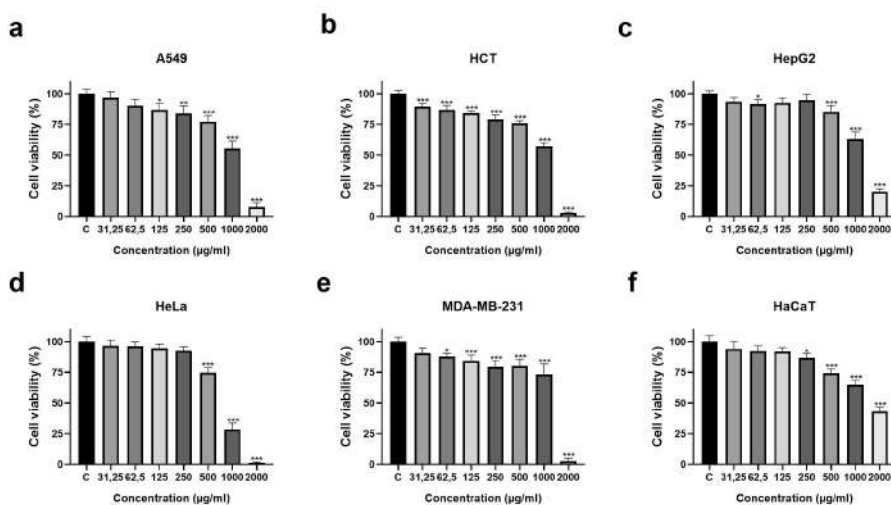 a
A549
Cell viability (%)
100
75
50
25
0
* ** *** *** ***
C 31,25 62,5 125 250 500 1000 2000
Concentration (µg/ml)
b
HCT
Cell viability (%)
100
75
50
25
0
*** *** *** *** *** *** ***
C 31,25 62,5 125 250 500 1000 2000
Concentration (µg/ml)
c
HepG2
Cell viability (%)
100
75
50
25
0
* *** *** ***
C 31,25 62,5 125 250 500 1000 2000
Concentration (µg/ml)
d
HeLa
Cell viability (%)
100
75
50
25
0
*** *** ***
C 31,25 62,5 125 250 500 1000 2000
Concentration (µg/ml)
e
MDA-MB-231
Cell viability (%)
100
75
50
25
0
* *** *** *** *** ***
C 31,25 62,5 125 250 500 1000 2000
Concentration (µg/ml)
f
HaCaT
Cell viability (%)
100
75
50
25
0
* *** *** ***
C 31,25 62,5 125 250 500 1000 2000
Concentration (µg/ml)